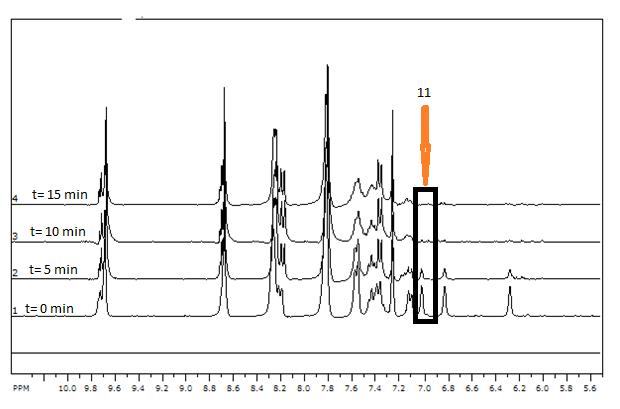 11
4 t= 15 min
3 t= 10 min
2 t= 5 min
1 t= 0 min
PPM 10.0 9.8 9.6 9.4 9.2 9.0 8.8 8.6 8.4 8.2 8.0 7.8 7.6 7.4 7.2 7.0 6.8 6.6 6.4 6.2 6.0 5.8 5.6